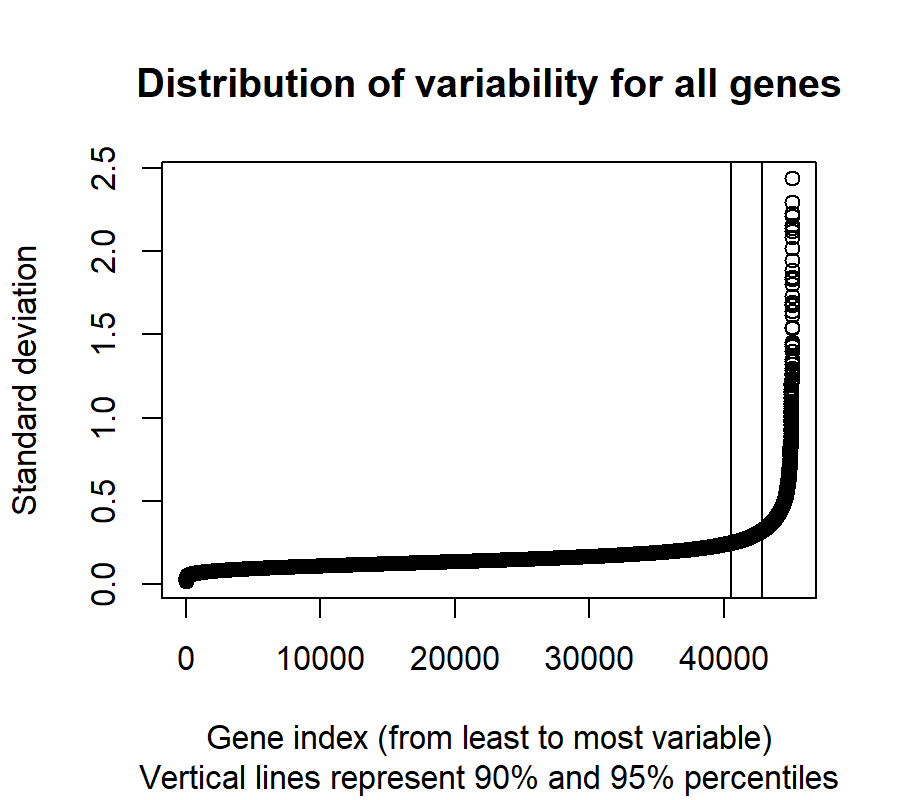 Distribution of variability for all genes
Standard deviation
2.5
2.0
1.5
1.0
0.5
0.0
0 10000 20000 30000 40000
Gene index (from least to most variable)
Vertical lines represent 90% and 95% percentiles